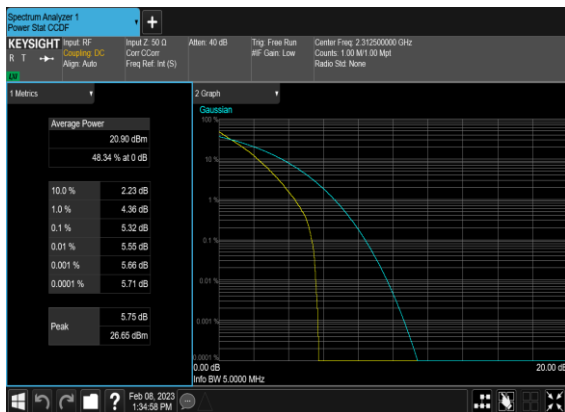 Spectrum Analyzer 1
Power Stat CCDF
KEYSIGHT
R T
Input: RF
Coupling: DC
Align: Auto
Input Z: 50 Ω
Corr CCorr
Freq Ref: Int (S)
Atten: 40 dB
Trig: Free Run
#IF Gain: Low
Center Freq: 2.312500000 GHz
Counts: 1.00 M/1.00 Mpt
Radio Std: None
1 Metrics
Average Power
20.90 dBm
48.34 % at 0 dB
10.0 % 2.23 dB
1.0 % 4.36 dB
0.1 % 5.32 dB
0.01 % 5.55 dB
0.001 % 5.66 dB
0.0001 % 5.71 dB
Peak
5.75 dB
26.65 dBm
2 Graph
Gaussian
100 %
10 %
1 %
0.1 %
0.01 %
0.001 %
0.0001 %
0.00 dB
20.00 dB
Info BW 5.0000 MHz
?
Feb 08, 2023
1:34:58 PM